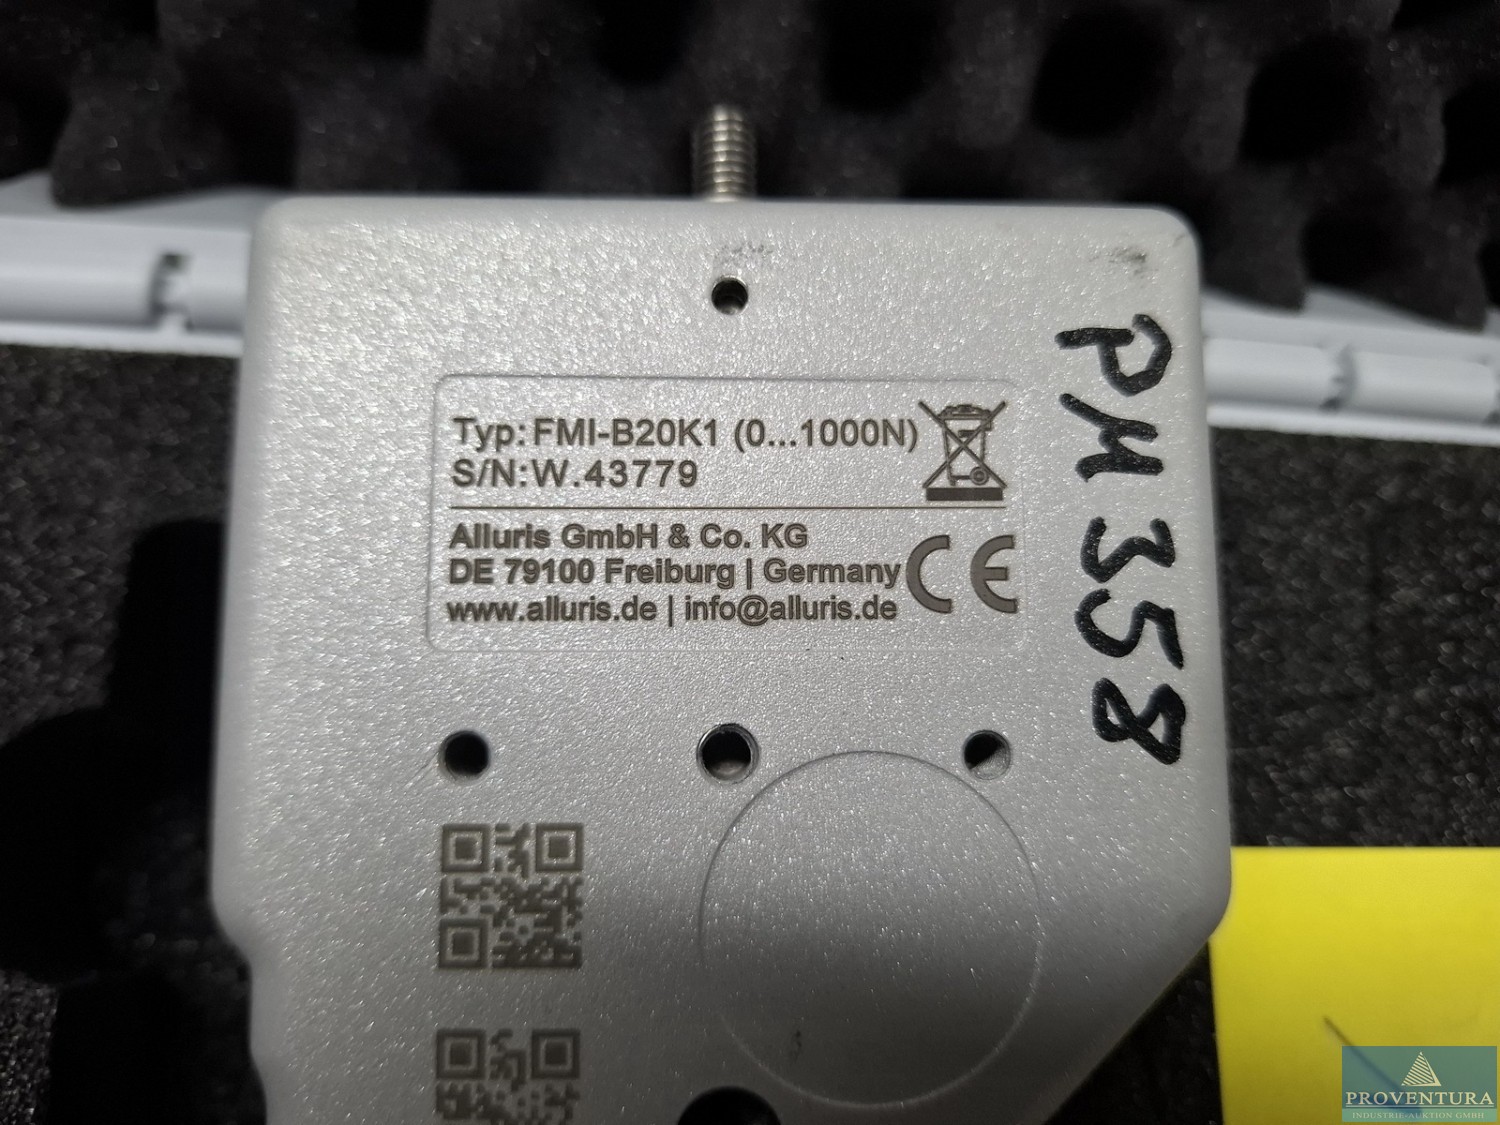 Typ: FMI-B20K1 (0...1000N)
S/N: W.43779
Alluris GmbH & Co. KG
DE 79100 Freiburg | Germany
www.alluris.de | info@alluris.de
CE
PM 358
PROVENTURA
INDUSTRIE-AUKTION GMBH